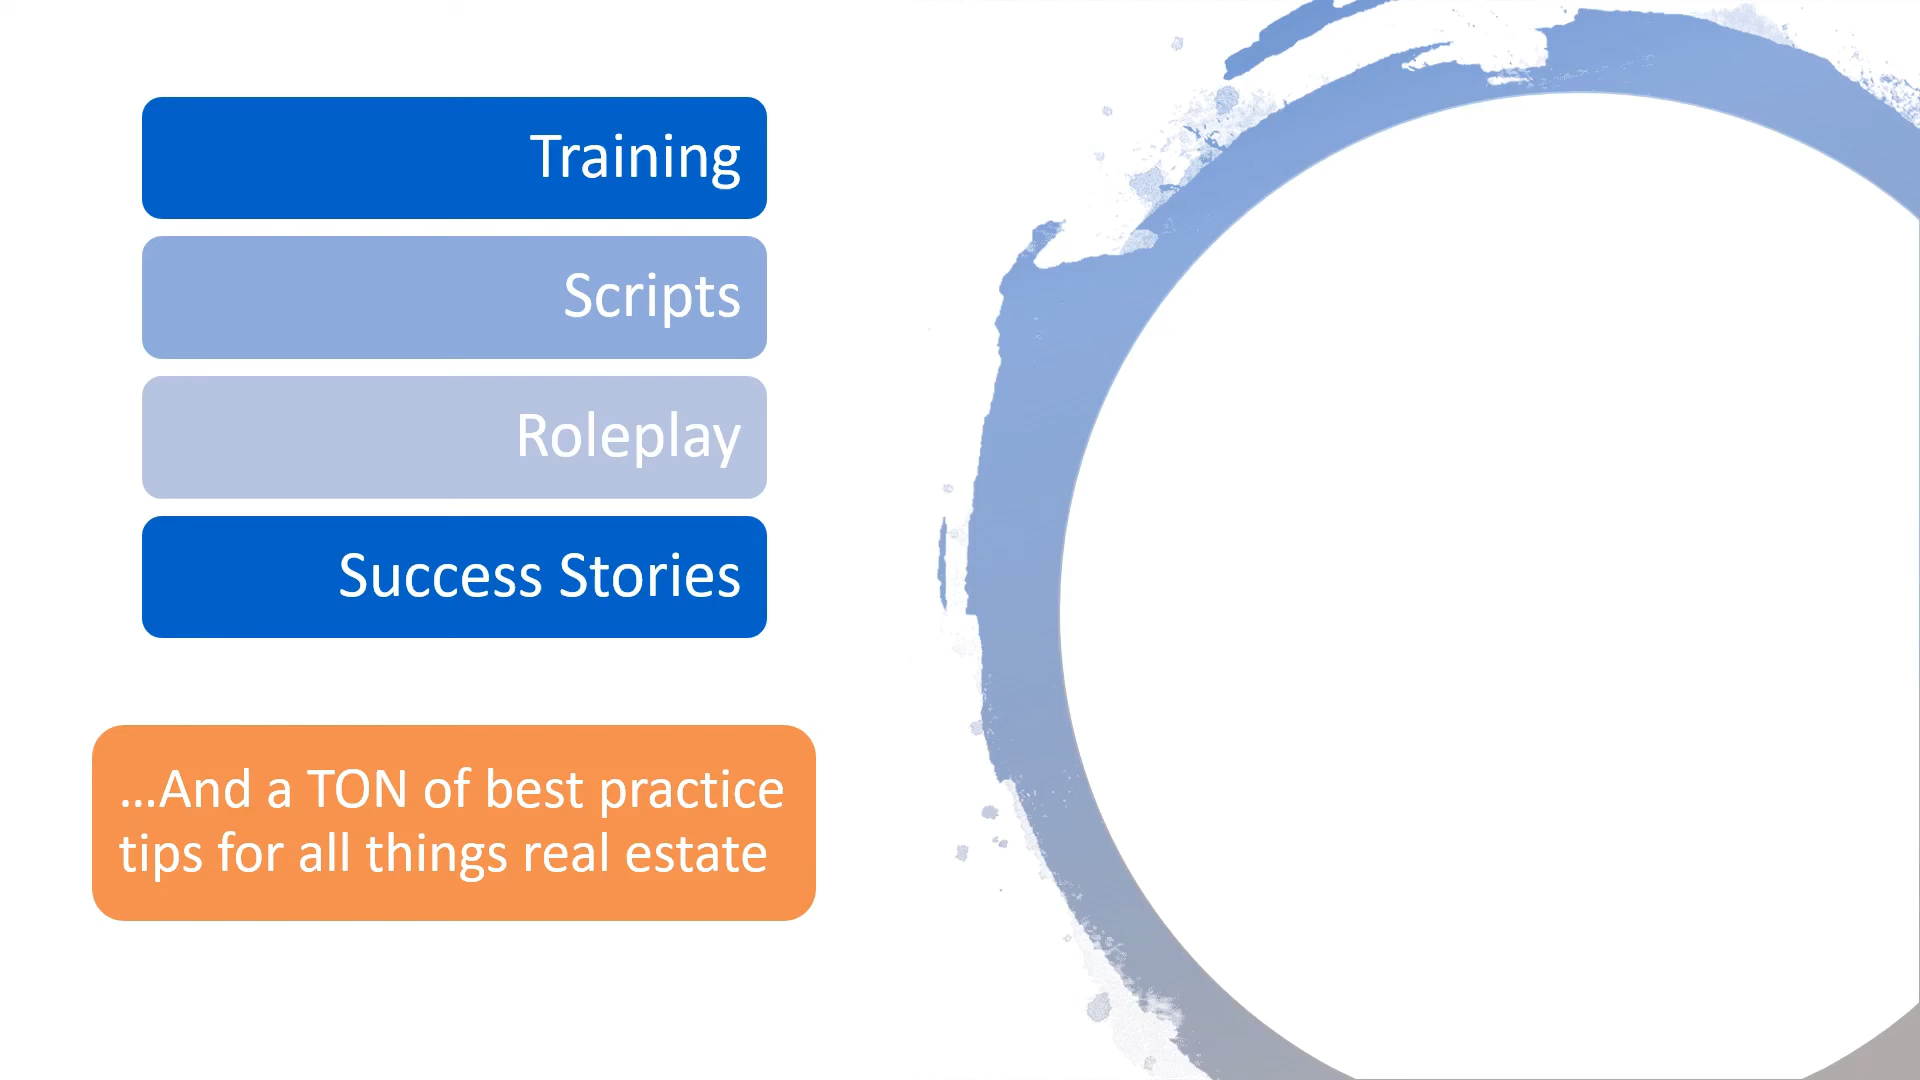 Training
Scripts
Roleplay
Success Stories
...And a TON of best practice
tips for all things real estate